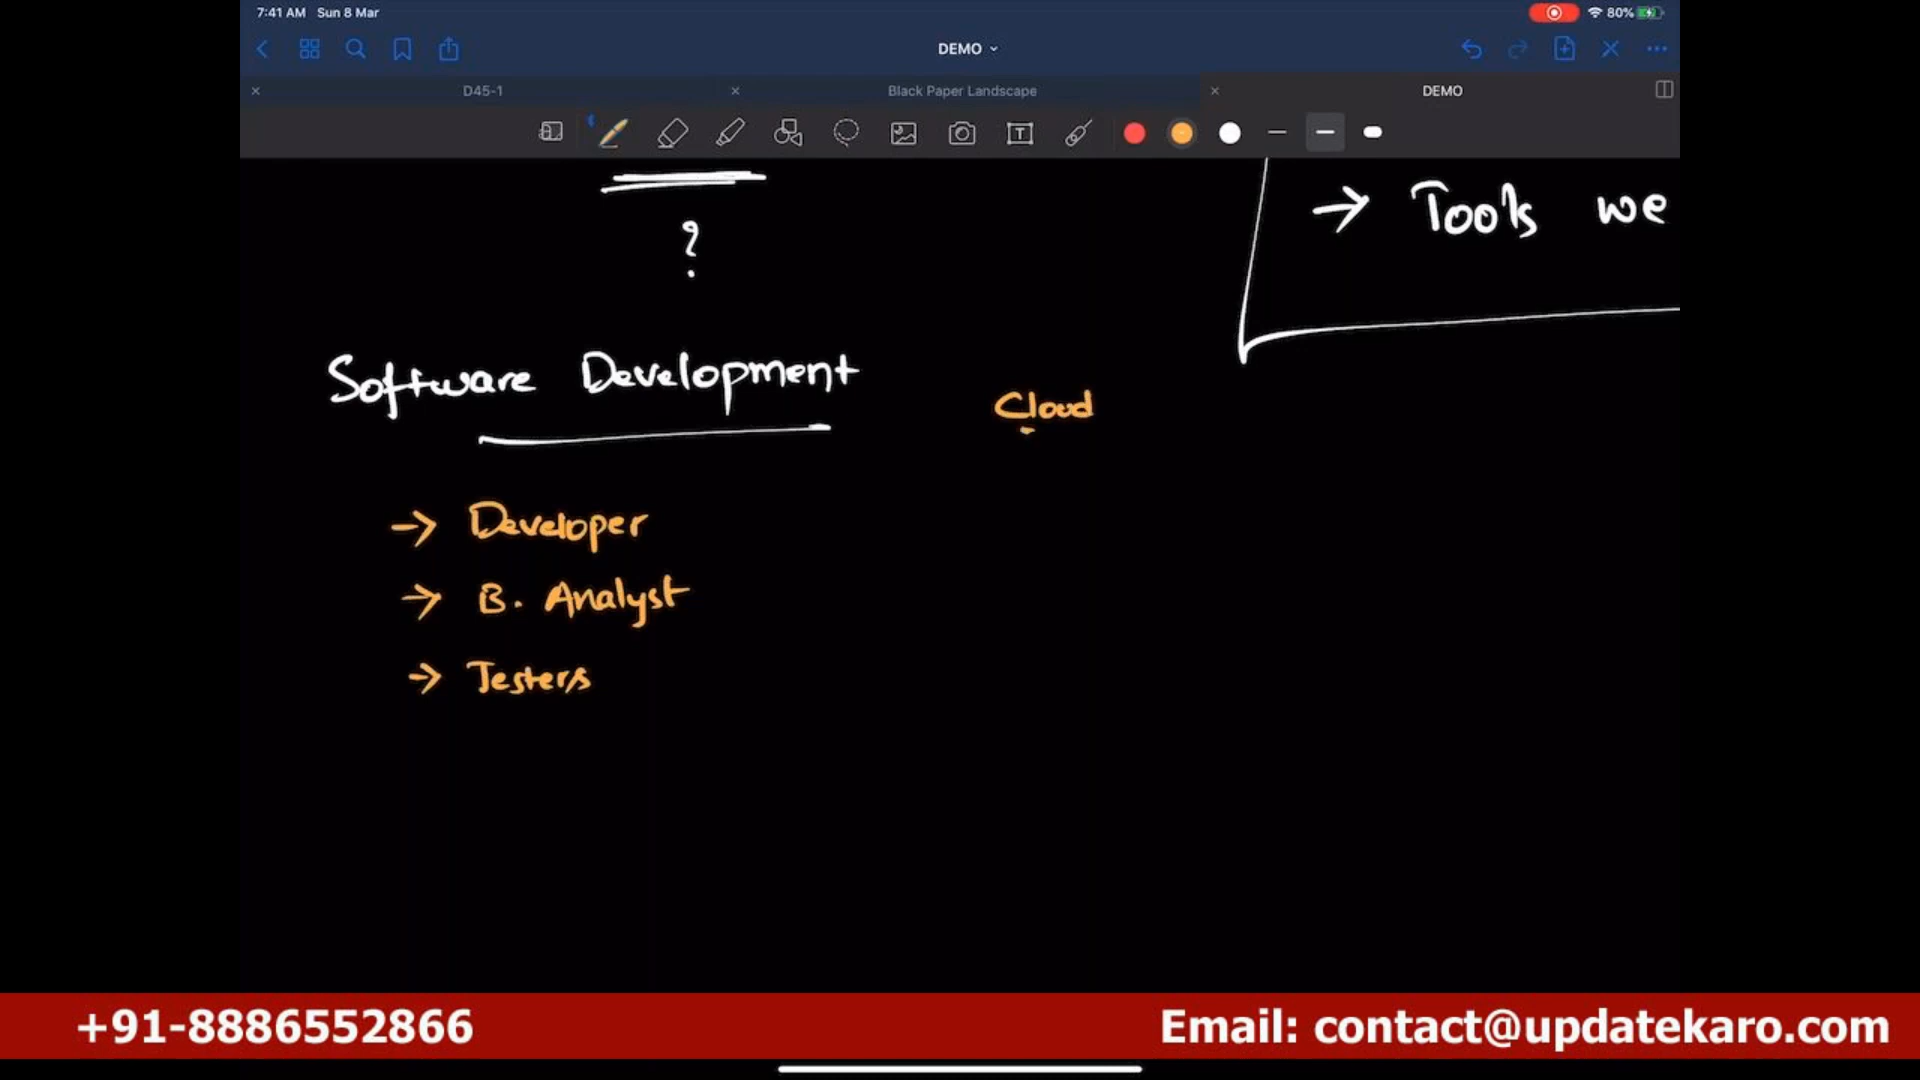 7:41 AM Sun 8 Mar
80%
DEMO
D45-1
Black Paper Landscape
DEMO
T
→ Tools we
?
Software Development
Cloud
→ Developer
→ B. Analyst
→ Testers
+91-8886552866
Email: contact@updatekaro.com